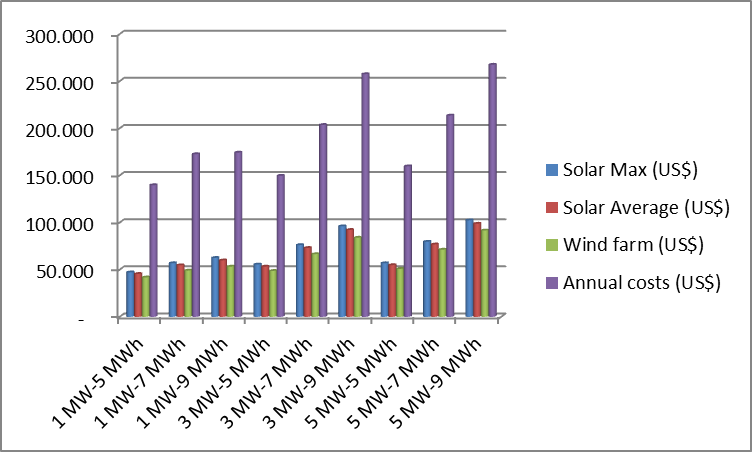 300.000
250.000
200.000
150.000
100.000
50.000
-
1 MW-5 MWh
1 MW-7 MWh
1 MW-9 MWh
3 MW-5 MWh
3 MW-7 MWh
3 MW-9 MWh
5 MW-5 MWh
5 MW-7 MWh
5 MW-9 MWh
Solar Max (US$)
Solar Average (US$)
Wind farm (US$)
Annual costs (US$)